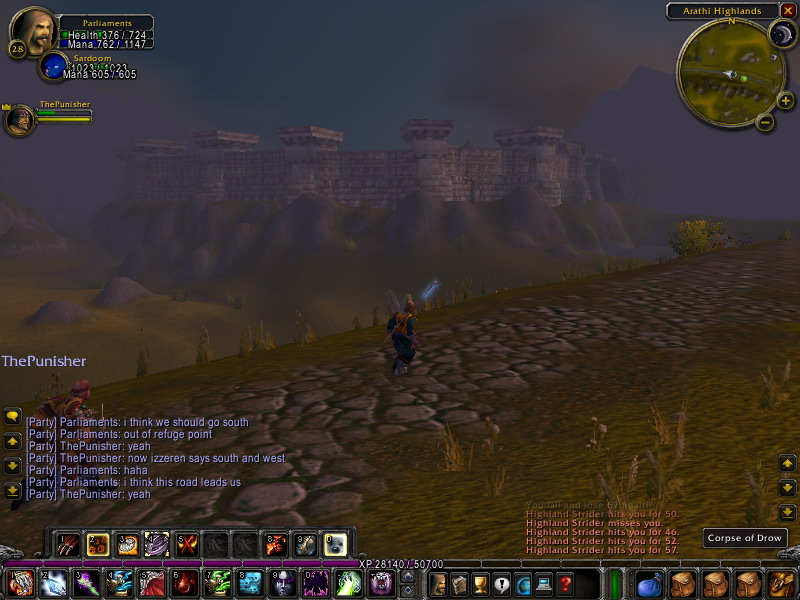 Parliaments
Health 376 / 724
Mana 762 / 1147
28
Sardoom
1023 / 1023
Mana 605 / 605
ThePunisher
Arathi Highlands
N
ThePunisher
[Party] Parliaments: i think we should go south
[Party] Parliaments: out of refuge point
[Party] ThePunisher: yeah
[Party] ThePunisher: now izzeren says south and west
[Party] Parliaments: haha
[Party] Parliaments: i think this road leads us
[Party] ThePunisher: yeah
Highland Strider hits you for 50.
Highland Strider misses you.
Highland Strider hits you for 46.
Highland Strider hits you for 52.
Highland Strider hits you for 57.
Corpse of Drow
XP 28140 / 50700